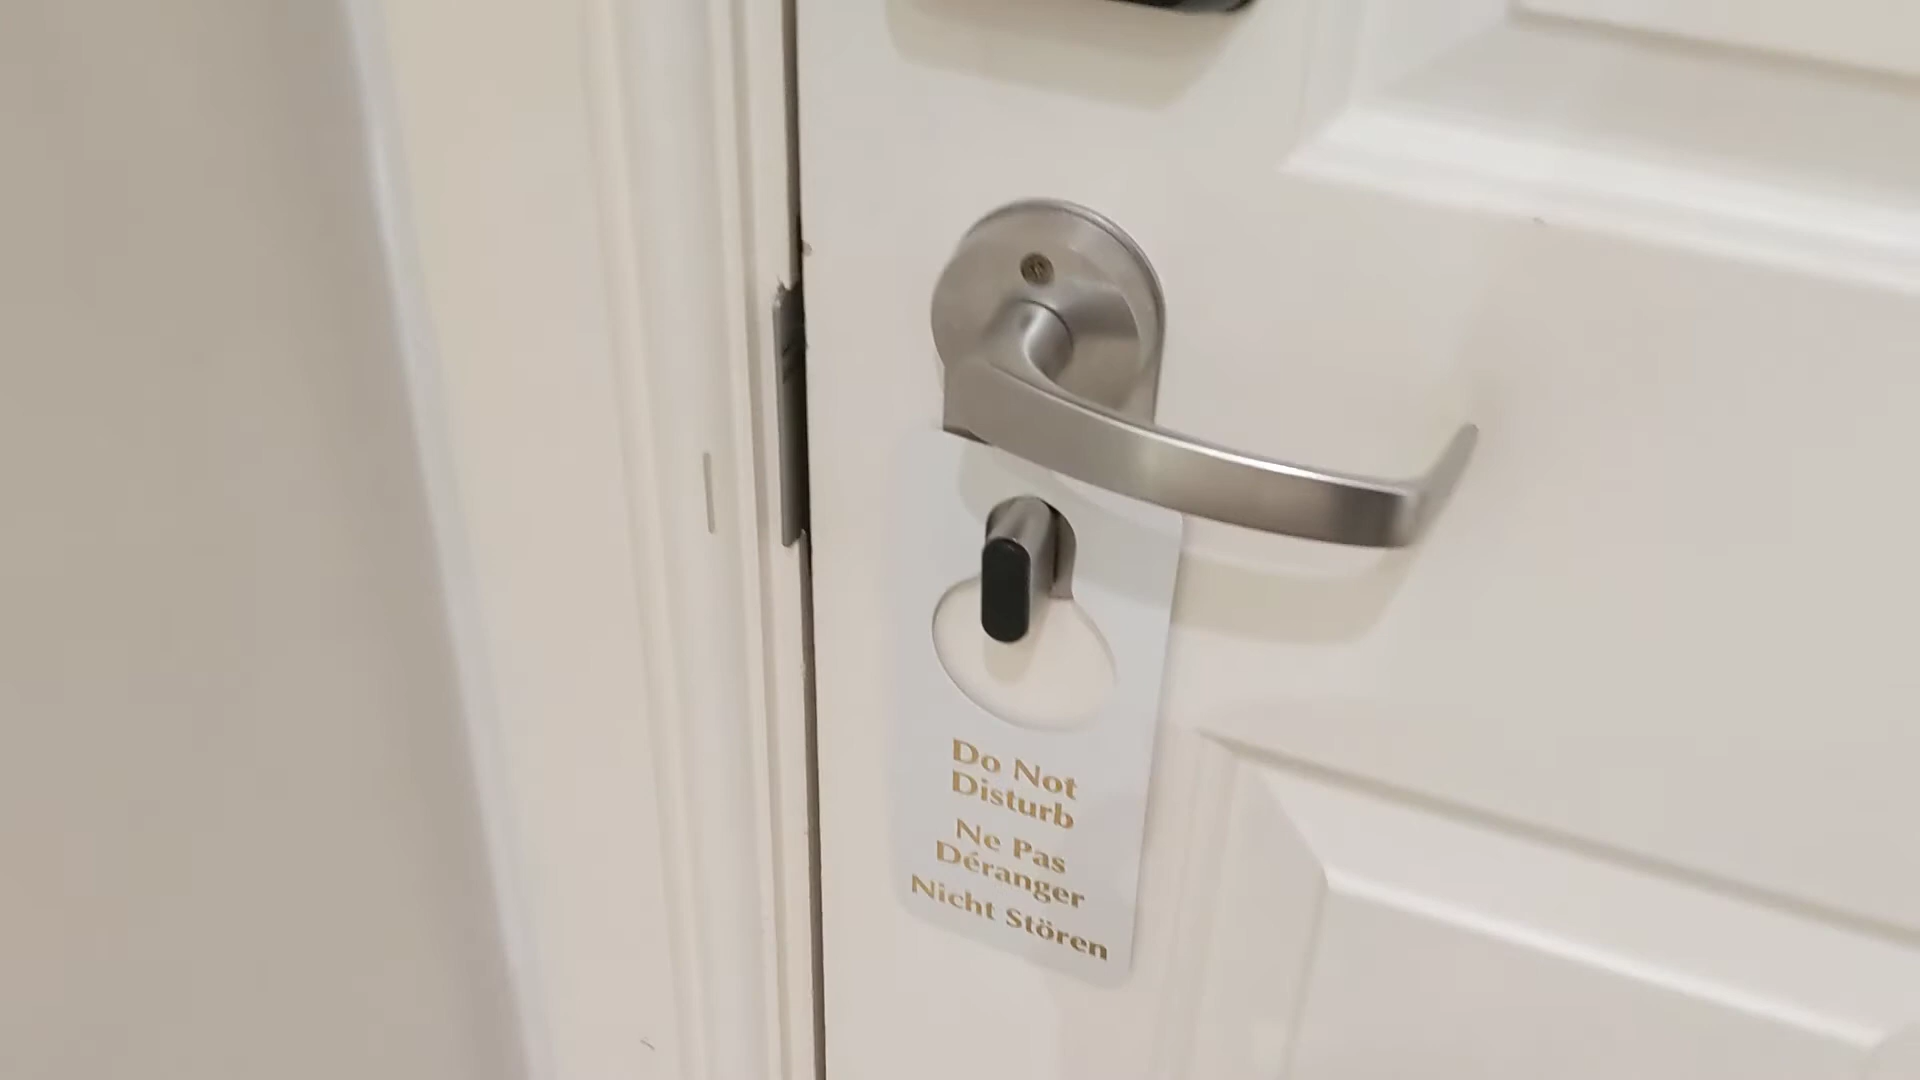 Do Not
Disturb
Ne Pas
Déranger
Nicht Stören